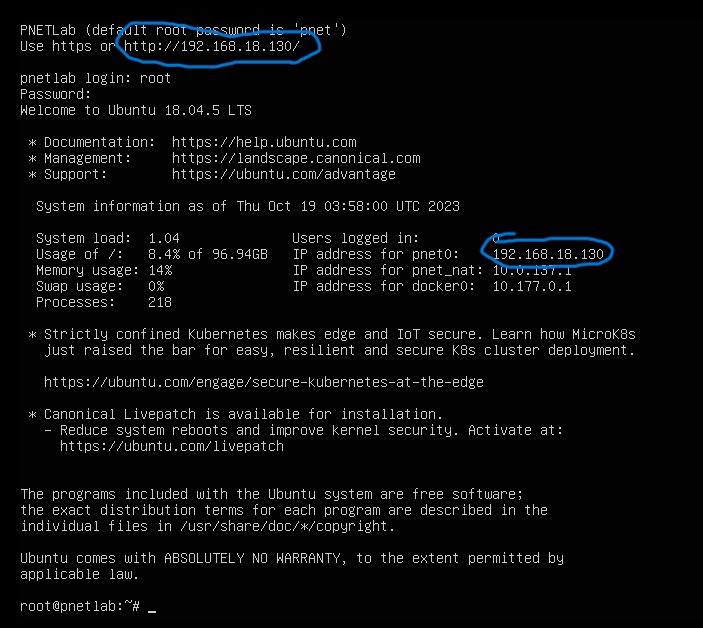 PNETLab (default root password is 'pnet')
Use https or http://192.168.18.130/
pnetlab login: root
Password:
Welcome to Ubuntu 18.04.5 LTS
* Documentation: https://help.ubuntu.com
* Management: https://landscape.canonical.com
* Support: https://ubuntu.com/advantage
System information as of Thu Oct 19 03:58:00 UTC 2023
System load: 1.04 Users logged in: 0
Usage of /: 8.4% of 96.94GB IP address for pnet0: 192.168.18.130
Memory usage: 14% IP address for pnet_nat: 10.0.137.1
Swap usage: 0% IP address for docker0: 10.177.0.1
Processes: 218
* Strictly confined Kubernetes makes edge and IoT secure. Learn how MicroK8s
just raised the bar for easy, resilient and secure K8s cluster deployment.
https://ubuntu.com/engage/secure-kubernetes-at-the-edge
* Canonical Livepatch is available for installation.
- Reduce system reboots and improve kernel security. Activate at:
https://ubuntu.com/livepatch
The programs included with the Ubuntu system are free software;
the exact distribution terms for each program are described in the
individual files in /usr/share/doc/*/copyright.
Ubuntu comes with ABSOLUTELY NO WARRANTY, to the extent permitted by
applicable law.
root@pnetlab:~# _